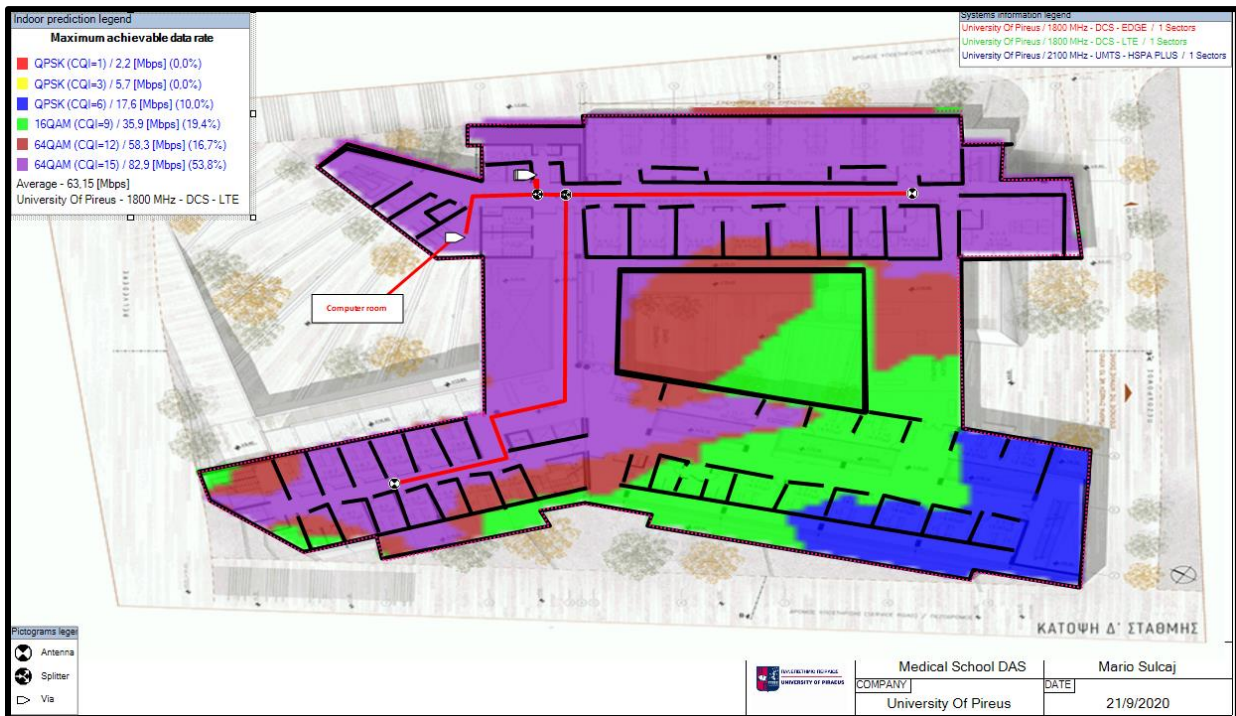 Indoor prediction legend
Maximum achievable data rate
QPSK (CQI=1) / 2,2 [Mbps] (0,0%)
QPSK (CQI=3) / 5,7 [Mbps] (0,0%)
QPSK (CQI=6) / 17,6 [Mbps] (10,0%)
16QAM (CQI=9) / 35,9 [Mbps] (19,4%)
64QAM (CQI=12) / 58,3 [Mbps] (16,7%)
64QAM (CQI=15) / 82,9 [Mbps] (53,8%)
Average - 63,15 [Mbps]
University Of Pireus - 1800 MHz - DCS - LTE
Systems information legend
University Of Pireus / 1800 MHz - DCS - EDGE / 1 Sectors
University Of Pireus / 1800 MHz - DCS - LTE / 1 Sectors
University Of Pireus / 2100 MHz - UMTS - HSPA PLUS / 1 Sectors
Computer room
ΚΑΤΟΨΗ Δ' ΣΤΑΘΜΗΣ
Pictograms leger
Antenna
Splitter
Via
ΠΑΝΕΠΙΣΤΗΜΙΟ ΠΕΙΡΑΙΩΣ
UNIVERSITY OF PIRAEUS
Medical School DAS
Mario Sulcaj
COMPANY
DATE
University Of Pireus
21/9/2020